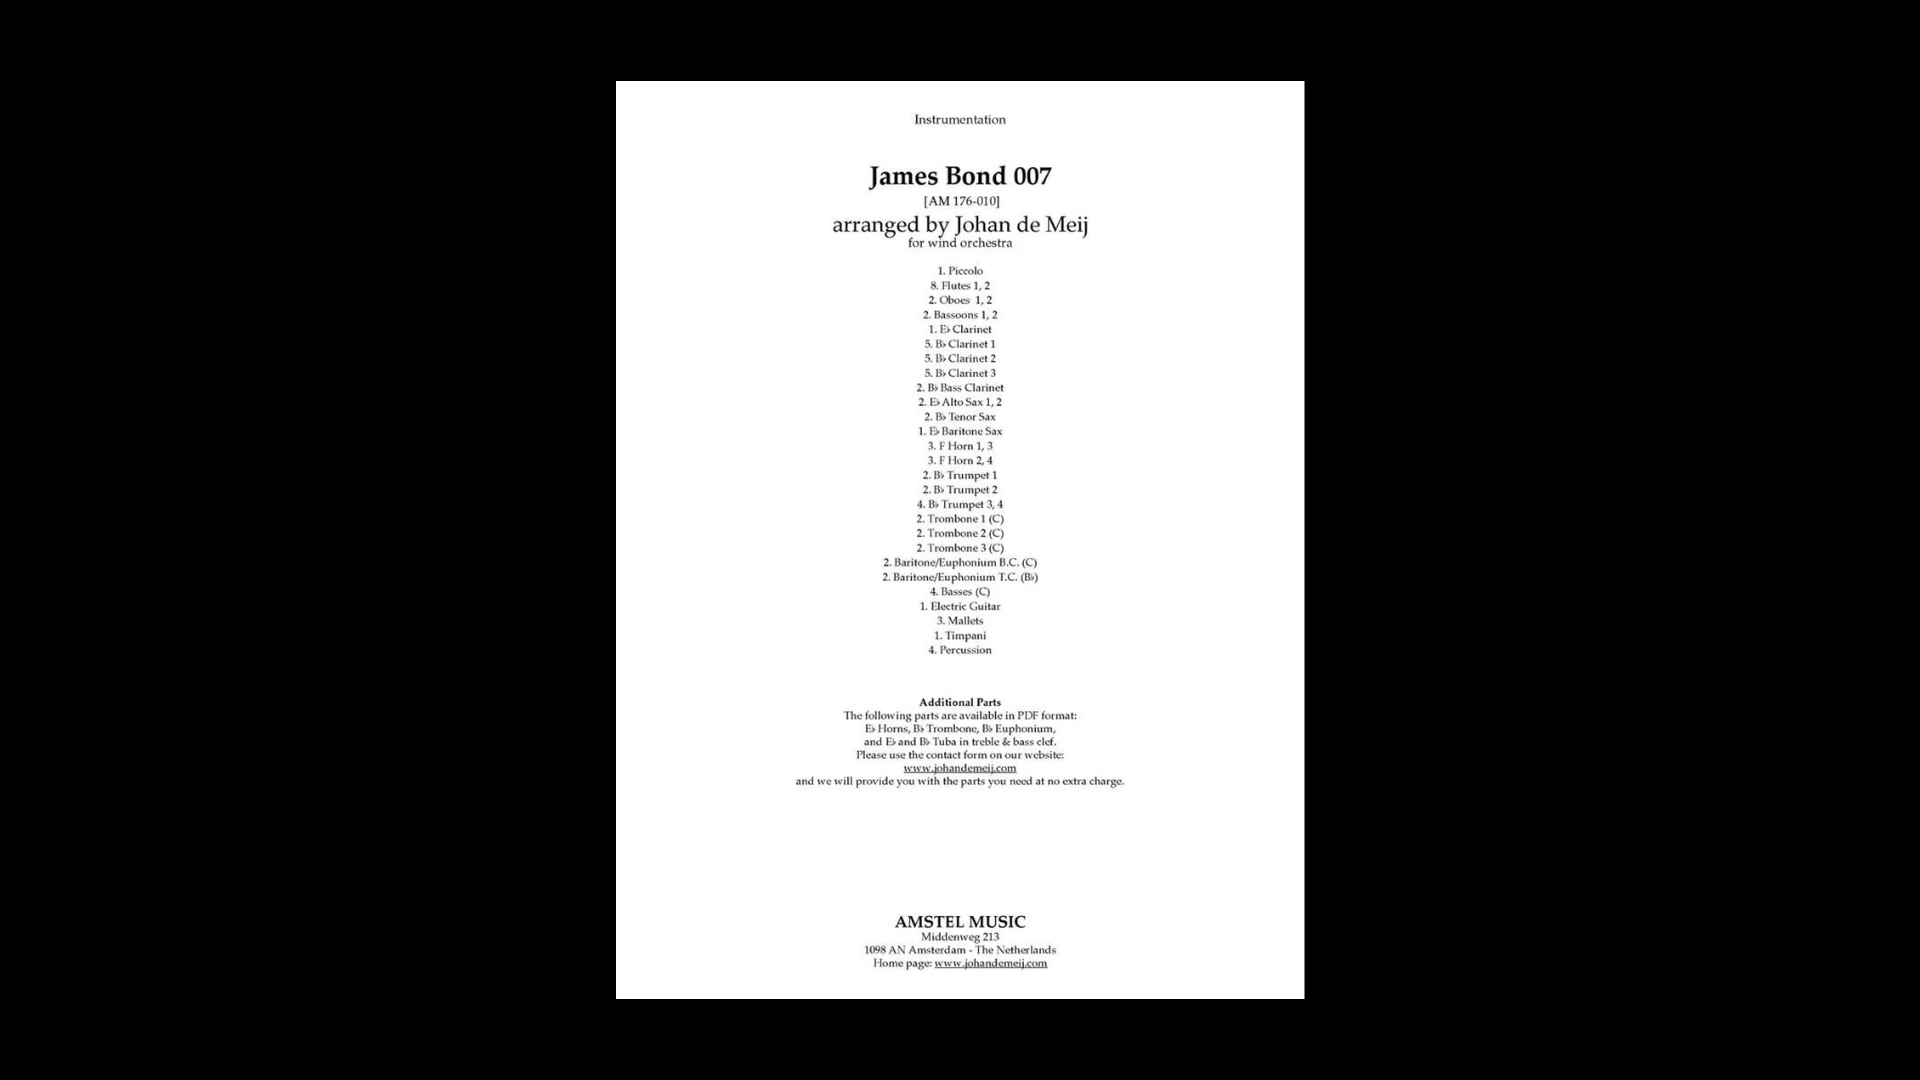 Instrumentation
James Bond 007
[AM 176-010]
arranged by Johan de Meij
for wind orchestra
1. Piccolo
8. Flutes 1, 2
2. Oboes 1, 2
2. Bassoons 1, 2
1. E♭ Clarinet
5. B♭ Clarinet 1
5. B♭ Clarinet 2
5. B♭ Clarinet 3
2. B♭ Bass Clarinet
2. E♭ Alto Sax 1, 2
2. B♭ Tenor Sax
1. E♭ Baritone Sax
3. F Horn 1, 3
3. F Horn 2, 4
2. B♭ Trumpet 1
2. B♭ Trumpet 2
4. B♭ Trumpet 3, 4
2. Trombone 1 (C)
2. Trombone 2 (C)
2. Trombone 3 (C)
2. Baritone/Euphonium B.C. (C)
2. Baritone/Euphonium T.C. (B♭)
4. Basses (C)
1. Electric Guitar
3. Mallets
1. Timpani
4. Percussion
Additional Parts
The following parts are available in PDF format:
E♭ Horns, B♭ Trombone, B♭ Euphonium,
and E♭ and B♭ Tuba in treble & bass clef.
Please use the contact form on our website:
www.johandemeij.com
and we will provide you with the parts you need at no extra charge.
AMSTEL MUSIC
Middenweg 213
1098 AN Amsterdam - The Netherlands
Home page: www.johandemeij.com